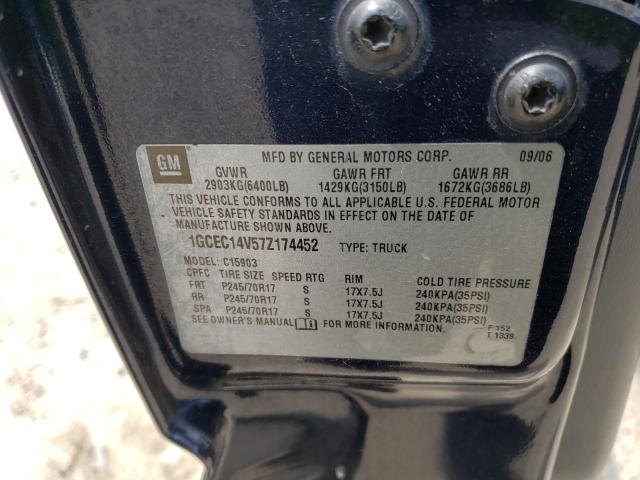 GM
MFD BY GENERAL MOTORS CORP. 09/06
GVWR GAWR FRT GAWR RR
2903KG(6400LB) 1429KG(3150LB) 1672KG(3686LB)
THIS VEHICLE CONFORMS TO ALL APPLICABLE U.S. FEDERAL MOTOR
VEHICLE SAFETY STANDARDS IN EFFECT ON THE DATE OF
MANUFACTURE SHOWN ABOVE.
1GCEC14V57Z174452 TYPE: TRUCK
MODEL: C15903
CPFC TIRE SIZE SPEED RTG RIM COLD TIRE PRESSURE
FRT P245/70R17 S 17X7.5J 240KPA(35PSI)
RR P245/70R17 S 17X7.5J 240KPA(35PSI)
SPA P245/70R17 S 17X7.5J 240KPA(35PSI)
SEE OWNER'S MANUAL FOR MORE INFORMATION.
F 152
T 1339